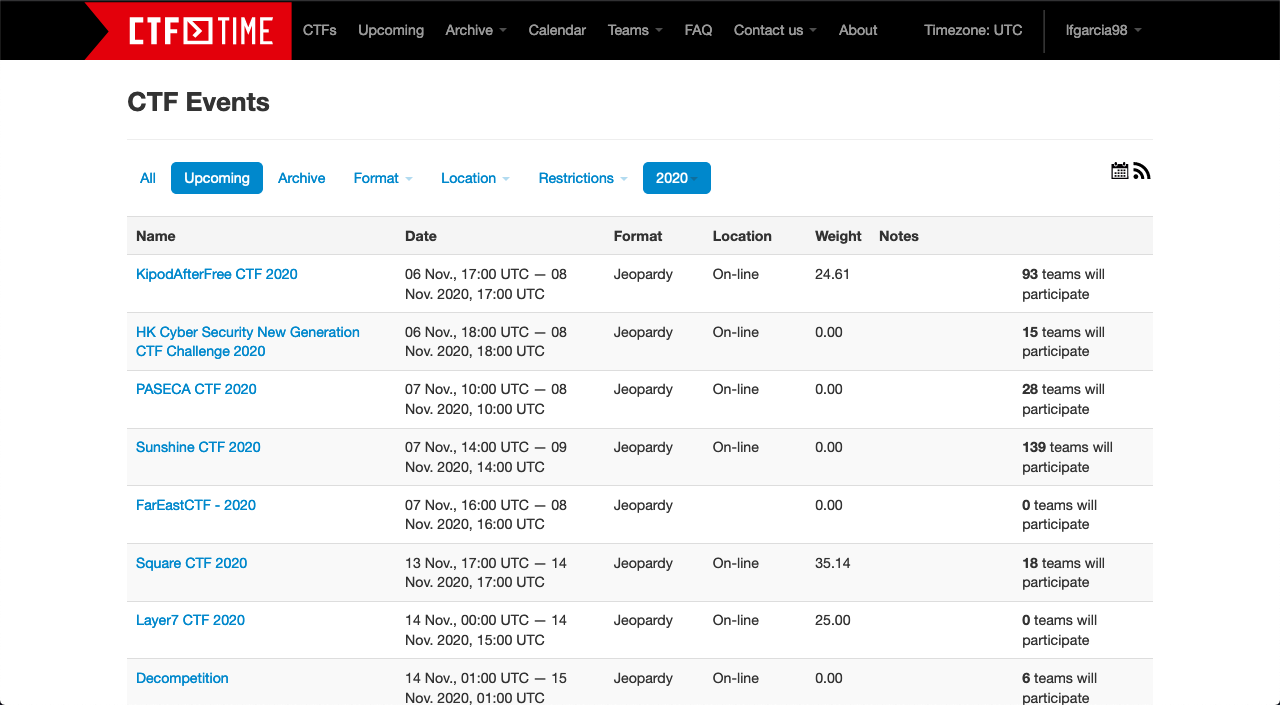 CTF TIME CTFs Upcoming Archive Calendar Teams FAQ Contact us About Timezone: UTC lfgarcia98
CTF Events
All Upcoming Archive Format Location Restrictions 2020
Name Date Format Location Weight Notes
KipodAfterFree CTF 2020 06 Nov., 17:00 UTC — 08 Jeopardy On-line 24.61 93 teams will
Nov. 2020, 17:00 UTC participate
HK Cyber Security New Generation 06 Nov., 18:00 UTC — 08 Jeopardy On-line 0.00 15 teams will
CTF Challenge 2020 Nov. 2020, 18:00 UTC participate
PASECA CTF 2020 07 Nov., 10:00 UTC — 08 Jeopardy On-line 0.00 28 teams will
Nov. 2020, 10:00 UTC participate
Sunshine CTF 2020 07 Nov., 14:00 UTC — 09 Jeopardy On-line 0.00 139 teams will
Nov. 2020, 14:00 UTC participate
FarEastCTF - 2020 07 Nov., 16:00 UTC — 08 Jeopardy 0.00 0 teams will
Nov. 2020, 16:00 UTC participate
Square CTF 2020 13 Nov., 17:00 UTC — 14 Jeopardy On-line 35.14 18 teams will
Nov. 2020, 17:00 UTC participate
Layer7 CTF 2020 14 Nov., 00:00 UTC — 14 Jeopardy On-line 25.00 0 teams will
Nov. 2020, 15:00 UTC participate
Decompetition 14 Nov., 01:00 UTC — 15 Jeopardy On-line 0.00 6 teams will
Nov. 2020, 01:00 UTC participate